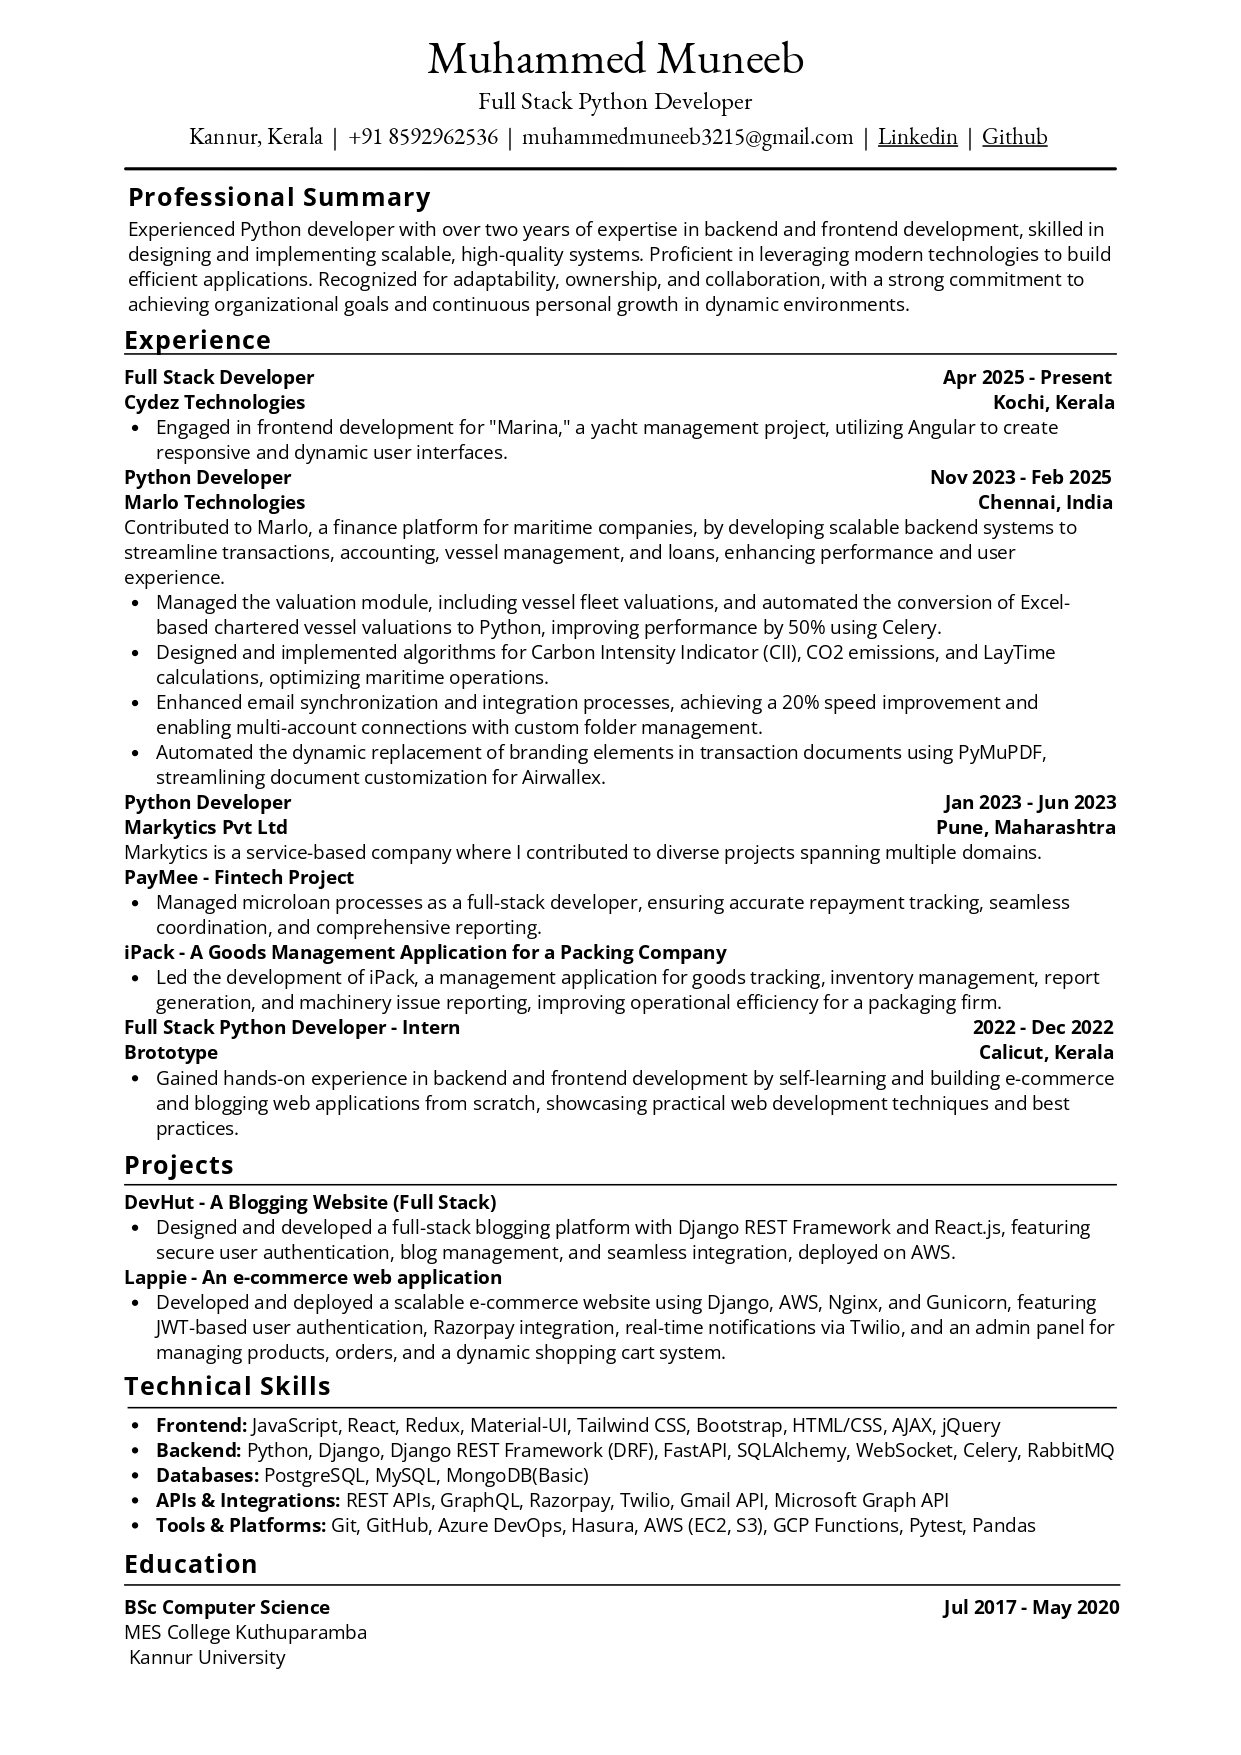 Muhammed Muneeb
Full Stack Python Developer
Kannur, Kerala | +91 8592962536 | muhammedmuneeb3215@gmail.com | Linkedin | Github
Professional Summary
Experienced Python developer with over two years of expertise in backend and frontend development, skilled in
designing and implementing scalable, high-quality systems. Proficient in leveraging modern technologies to build
efficient applications. Recognized for adaptability, ownership, and collaboration, with a strong commitment to
achieving organizational goals and continuous personal growth in dynamic environments.
Experience
Full Stack Developer Apr 2025 - Present
Cydez Technologies Kochi, Kerala
• Engaged in frontend development for "Marina," a yacht management project, utilizing Angular to create
responsive and dynamic user interfaces.
Python Developer Nov 2023 - Feb 2025
Marlo Technologies Chennai, India
Contributed to Marlo, a finance platform for maritime companies, by developing scalable backend systems to
streamline transactions, accounting, vessel management, and loans, enhancing performance and user
experience.
• Managed the valuation module, including vessel fleet valuations, and automated the conversion of Excel-
based chartered vessel valuations to Python, improving performance by 50% using Celery.
• Designed and implemented algorithms for Carbon Intensity Indicator (CII), CO2 emissions, and LayTime
calculations, optimizing maritime operations.
• Enhanced email synchronization and integration processes, achieving a 20% speed improvement and
enabling multi-account connections with custom folder management.
• Automated the dynamic replacement of branding elements in transaction documents using PyMuPDF,
streamlining document customization for Airwallex.
Python Developer Jan 2023 - Jun 2023
Markytics Pvt Ltd Pune, Maharashtra
Markytics is a service-based company where I contributed to diverse projects spanning multiple domains.
PayMee - Fintech Project
• Managed microloan processes as a full-stack developer, ensuring accurate repayment tracking, seamless
coordination, and comprehensive reporting.
iPack - A Goods Management Application for a Packing Company
• Led the development of iPack, a management application for goods tracking, inventory management, report
generation, and machinery issue reporting, improving operational efficiency for a packaging firm.
Full Stack Python Developer - Intern 2022 - Dec 2022
Brototype Calicut, Kerala
• Gained hands-on experience in backend and frontend development by self-learning and building e-commerce
and blogging web applications from scratch, showcasing practical web development techniques and best
practices.
Projects
DevHut - A Blogging Website (Full Stack)
• Designed and developed a full-stack blogging platform with Django REST Framework and React.js, featuring
secure user authentication, blog management, and seamless integration, deployed on AWS.
Lappie - An e-commerce web application
• Developed and deployed a scalable e-commerce website using Django, AWS, Nginx, and Gunicorn, featuring
JWT-based user authentication, Razorpay integration, real-time notifications via Twilio, and an admin panel for
managing products, orders, and a dynamic shopping cart system.
Technical Skills
• Frontend: JavaScript, React, Redux, Material-UI, Tailwind CSS, Bootstrap, HTML/CSS, AJAX, jQuery
• Backend: Python, Django, Django REST Framework (DRF), FastAPI, SQLAlchemy, WebSocket, Celery, RabbitMQ
• Databases: PostgreSQL, MySQL, MongoDB(Basic)
• APIs & Integrations: REST APIs, GraphQL, Razorpay, Twilio, Gmail API, Microsoft Graph API
• Tools & Platforms: Git, GitHub, Azure DevOps, Hasura, AWS (EC2, S3), GCP Functions, Pytest, Pandas
Education
BSc Computer Science Jul 2017 - May 2020
MES College Kuthuparamba
Kannur University